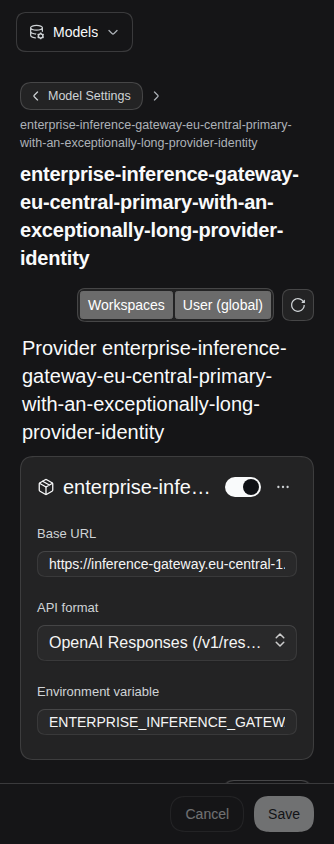 Models
Model Settings
enterprise-inference-gateway-eu-central-primary-
with-an-exceptionally-long-provider-identity
enterprise-inference-gateway-
eu-central-primary-with-an-
exceptionally-long-provider-
identity
Workspaces User (global)
Provider enterprise-inference-
gateway-eu-central-primary-
with-an-exceptionally-long-
provider-identity
enterprise-infe…
Base URL
https://inference-gateway.eu-central-1.
API format
OpenAI Responses (/v1/res…
Environment variable
ENTERPRISE_INFERENCE_GATEW
Cancel Save